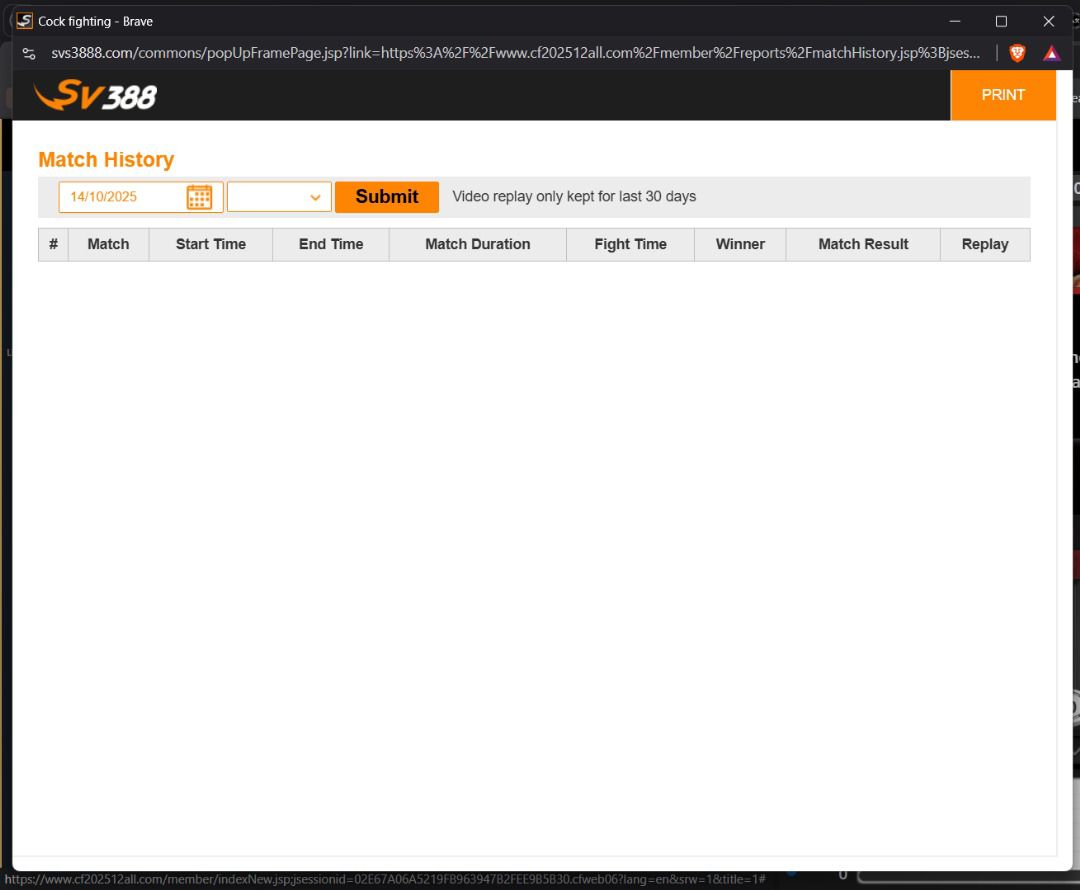 Cock fighting - Brave
svs3888.com/commons/popUpFramePage.jsp?link=https%3A%2F%2Fwww.cf202512all.com%2Fmember%2Freports%2FmatchHistory.jsp%3Bjses...
SV388
PRINT
Match History
14/10/2025
Submit
Video replay only kept for last 30 days
# Match Start Time End Time Match Duration Fight Time Winner Match Result Replay
https://www.cf202512all.com/member/indexNew.jsp;jsessionid=02E67A06A5219FB963947B2FEE9B5B30.cfweb06?lang=en&srw=1&title=1#
0